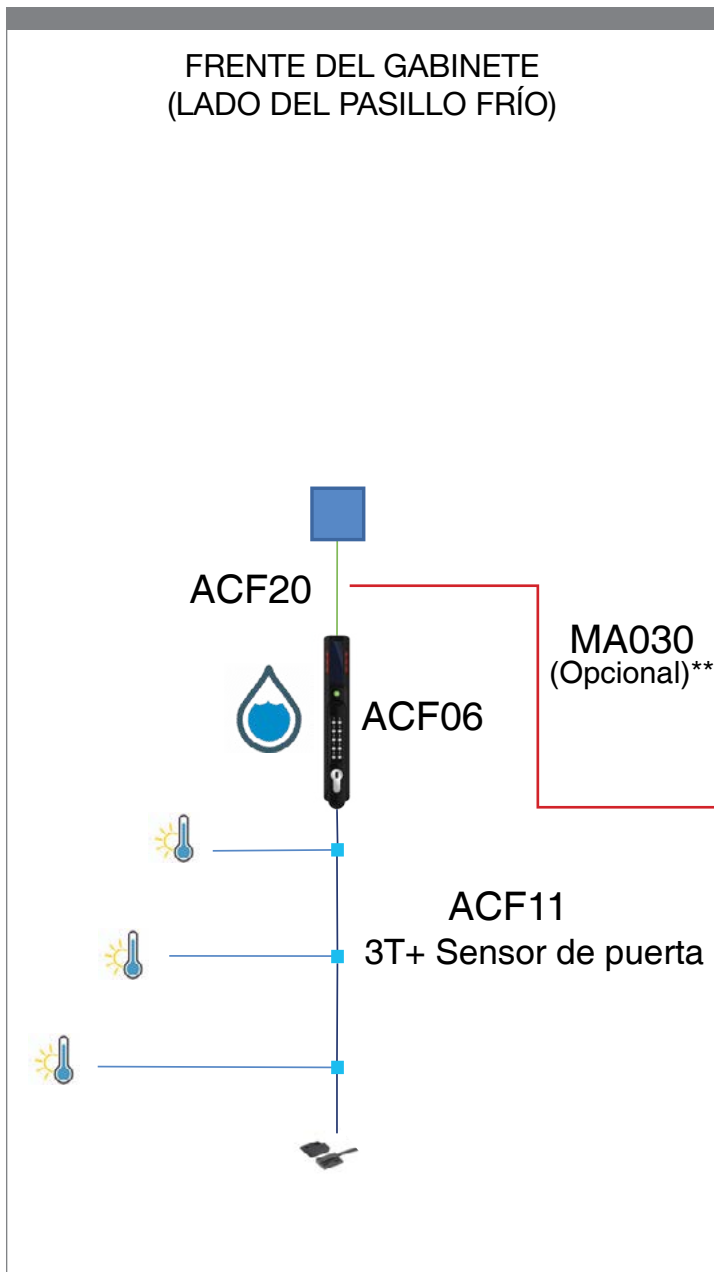 FRENTE DEL GABINETE
(LADO DEL PASILLO FRÍO)
ACF20
MA030
(Opcional)**
ACF06
ACF11
3T+ Sensor de puerta